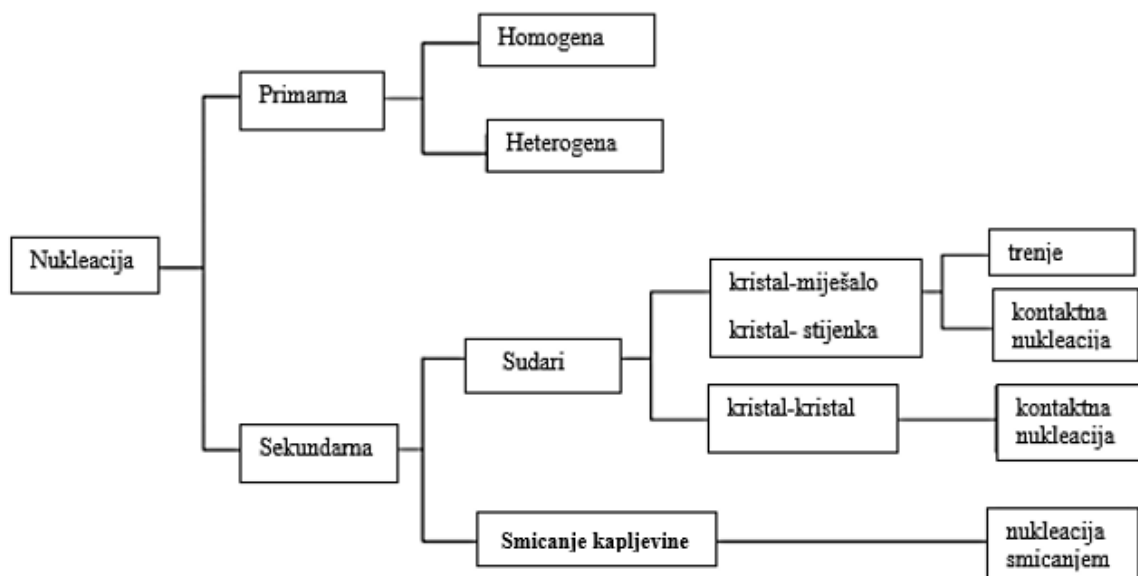 Nukleacija
Primarna
Homogena
Heterogena
Sekundarna
Sudari
kristal-miješalo
kristal- stijenka
trenje
kontaktna
nukleacija
kristal-kristal
kontaktna
nukleacija
Smicanje kapljevine
nukleacija
smicanjem